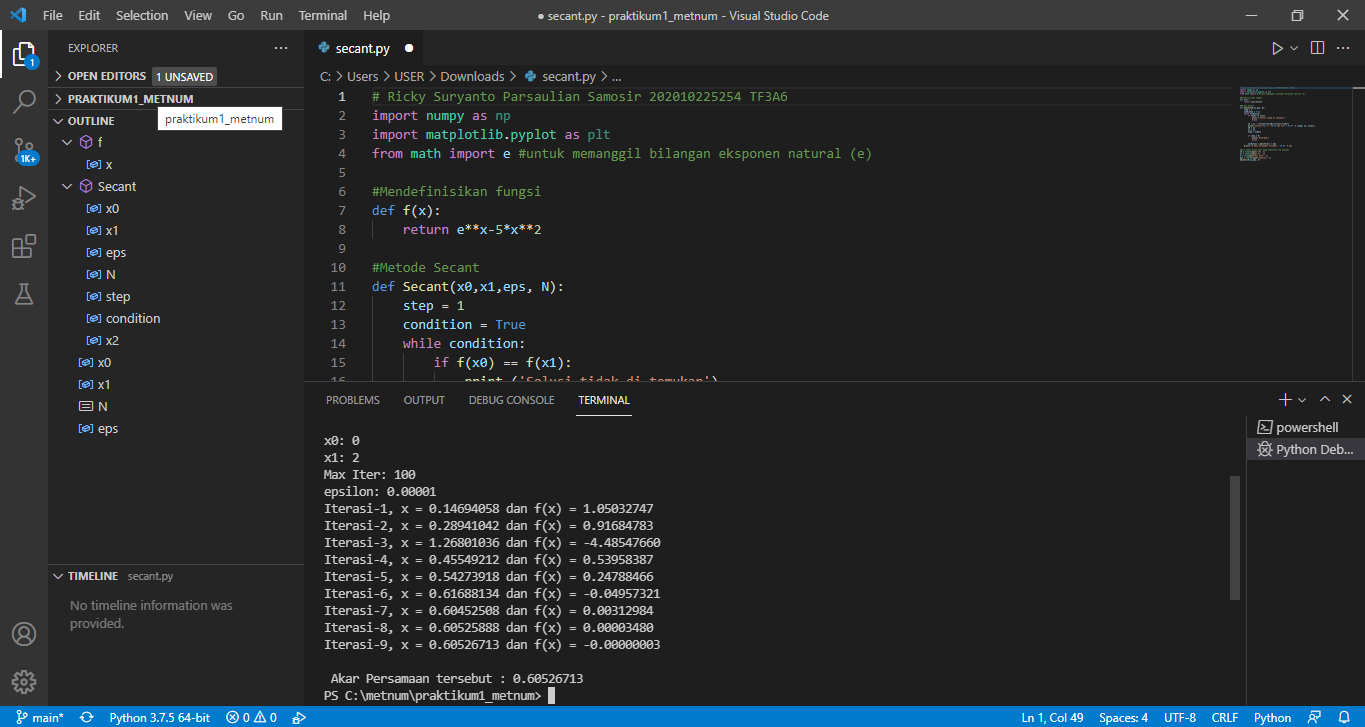 File Edit Selection View Go Run Terminal Help ● secant.py - praktikum1_metnum - Visual Studio Code
EXPLORER
OPEN EDITORS 1 UNSAVED
PRAKTIKUM1_METNUM
praktikum1_metnum
OUTLINE
f
x
Secant
x0
x1
eps
N
step
condition
x2
x0
x1
N
eps
TIMELINE secant.py
No timeline information was
provided.
1
1K+
secant.py
C: > Users > USER > Downloads > secant.py > ...
1 # Ricky Suryanto Parsaulian Samosir 202010225254 TF3A6
2 import numpy as np
3 import matplotlib.pyplot as plt
4 from math import e #untuk memanggil bilangan eksponen natural (e)
5
6 #Mendefinisikan fungsi
7 def f(x):
8 return e**x-5*x**2
9
10 #Metode Secant
11 def Secant(x0,x1,eps, N):
12 step = 1
13 condition = True
14 while condition:
15 if f(x0) == f(x1):
16 print ('Solusi tidak di temukan')
PROBLEMS OUTPUT DEBUG CONSOLE TERMINAL
powershell
Python Deb...
x0: 0
x1: 2
Max Iter: 100
epsilon: 0.00001
Iterasi-1, x = 0.14694058 dan f(x) = 1.05032747
Iterasi-2, x = 0.28941042 dan f(x) = 0.91684783
Iterasi-3, x = 1.26801036 dan f(x) = -4.48547660
Iterasi-4, x = 0.45549212 dan f(x) = 0.53958387
Iterasi-5, x = 0.54273918 dan f(x) = 0.24788466
Iterasi-6, x = 0.61688134 dan f(x) = -0.04957321
Iterasi-7, x = 0.60452508 dan f(x) = 0.00312984
Iterasi-8, x = 0.60525888 dan f(x) = 0.00003480
Iterasi-9, x = 0.60526713 dan f(x) = -0.00000003
Akar Persamaan tersebut : 0.60526713
PS C:\metnum\praktikum1_metnum>
main* Python 3.7.5 64-bit 0 0 Ln 1, Col 49 Spaces: 4 UTF-8 CRLF Python